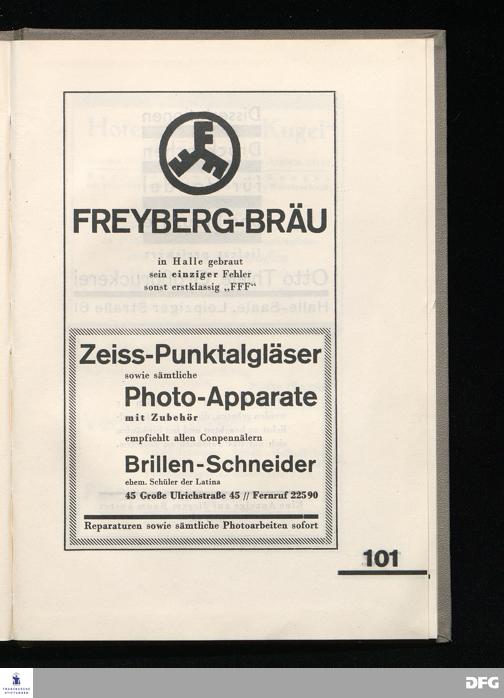 FREYBERG-BRÄU
in Halle gebraut
sein einziger Fehler
sonst erstklassig „FFF“
Zeiss-Punktalgläser
sowie sämtliche
Photo-Apparate
mit Zubehör
empfiehlt allen Conpennälern
Brillen-Schneider
ehem. Schüler der Latina
45 Große Ulrichstraße 45 // Fernruf 22590
Reparaturen sowie sämtliche Photoarbeiten sofort
101
FRANCKESCHE
STIFTUNGEN
DFG